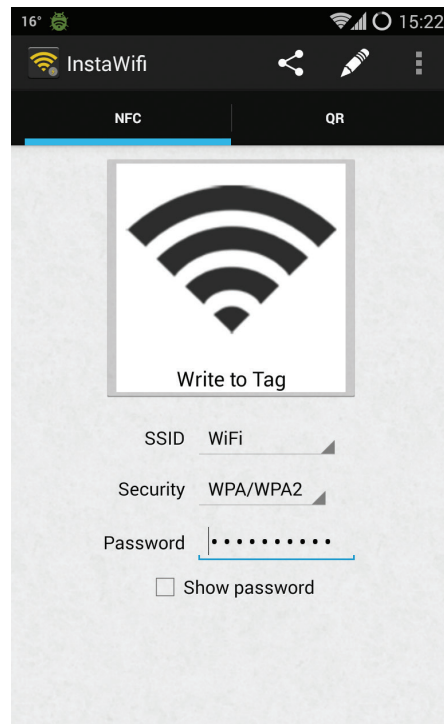 16° 15:22
InstaWifi
NFC QR
Write to Tag
SSID WiFi
Security WPA/WPA2
Password ••••••••••
Show password